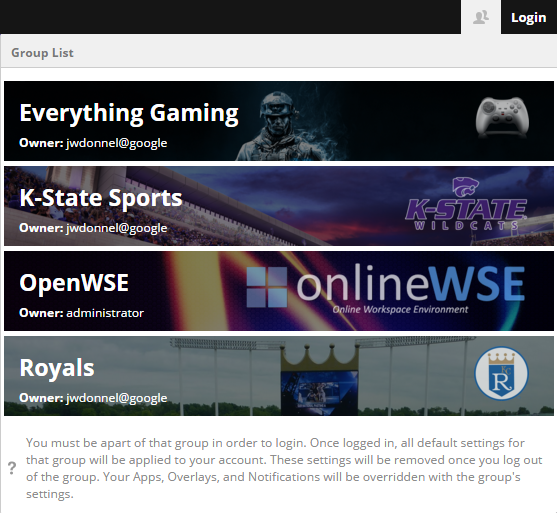 Login
Group List
Everything Gaming
Owner: jwdonnel@google
K-State Sports
Owner: jwdonnel@google
K-STATE
WILDCATS
OpenWSE
Owner: administrator
onlineWSE
Online Workspace Environment
Royals
Owner: jwdonnel@google
KC
R
?
You must be apart of that group in order to login. Once logged in, all default settings for
that group will be applied to your account. These settings will be removed once you log out
of the group. Your Apps, Overlays, and Notifications will be overridden with the group's
settings.